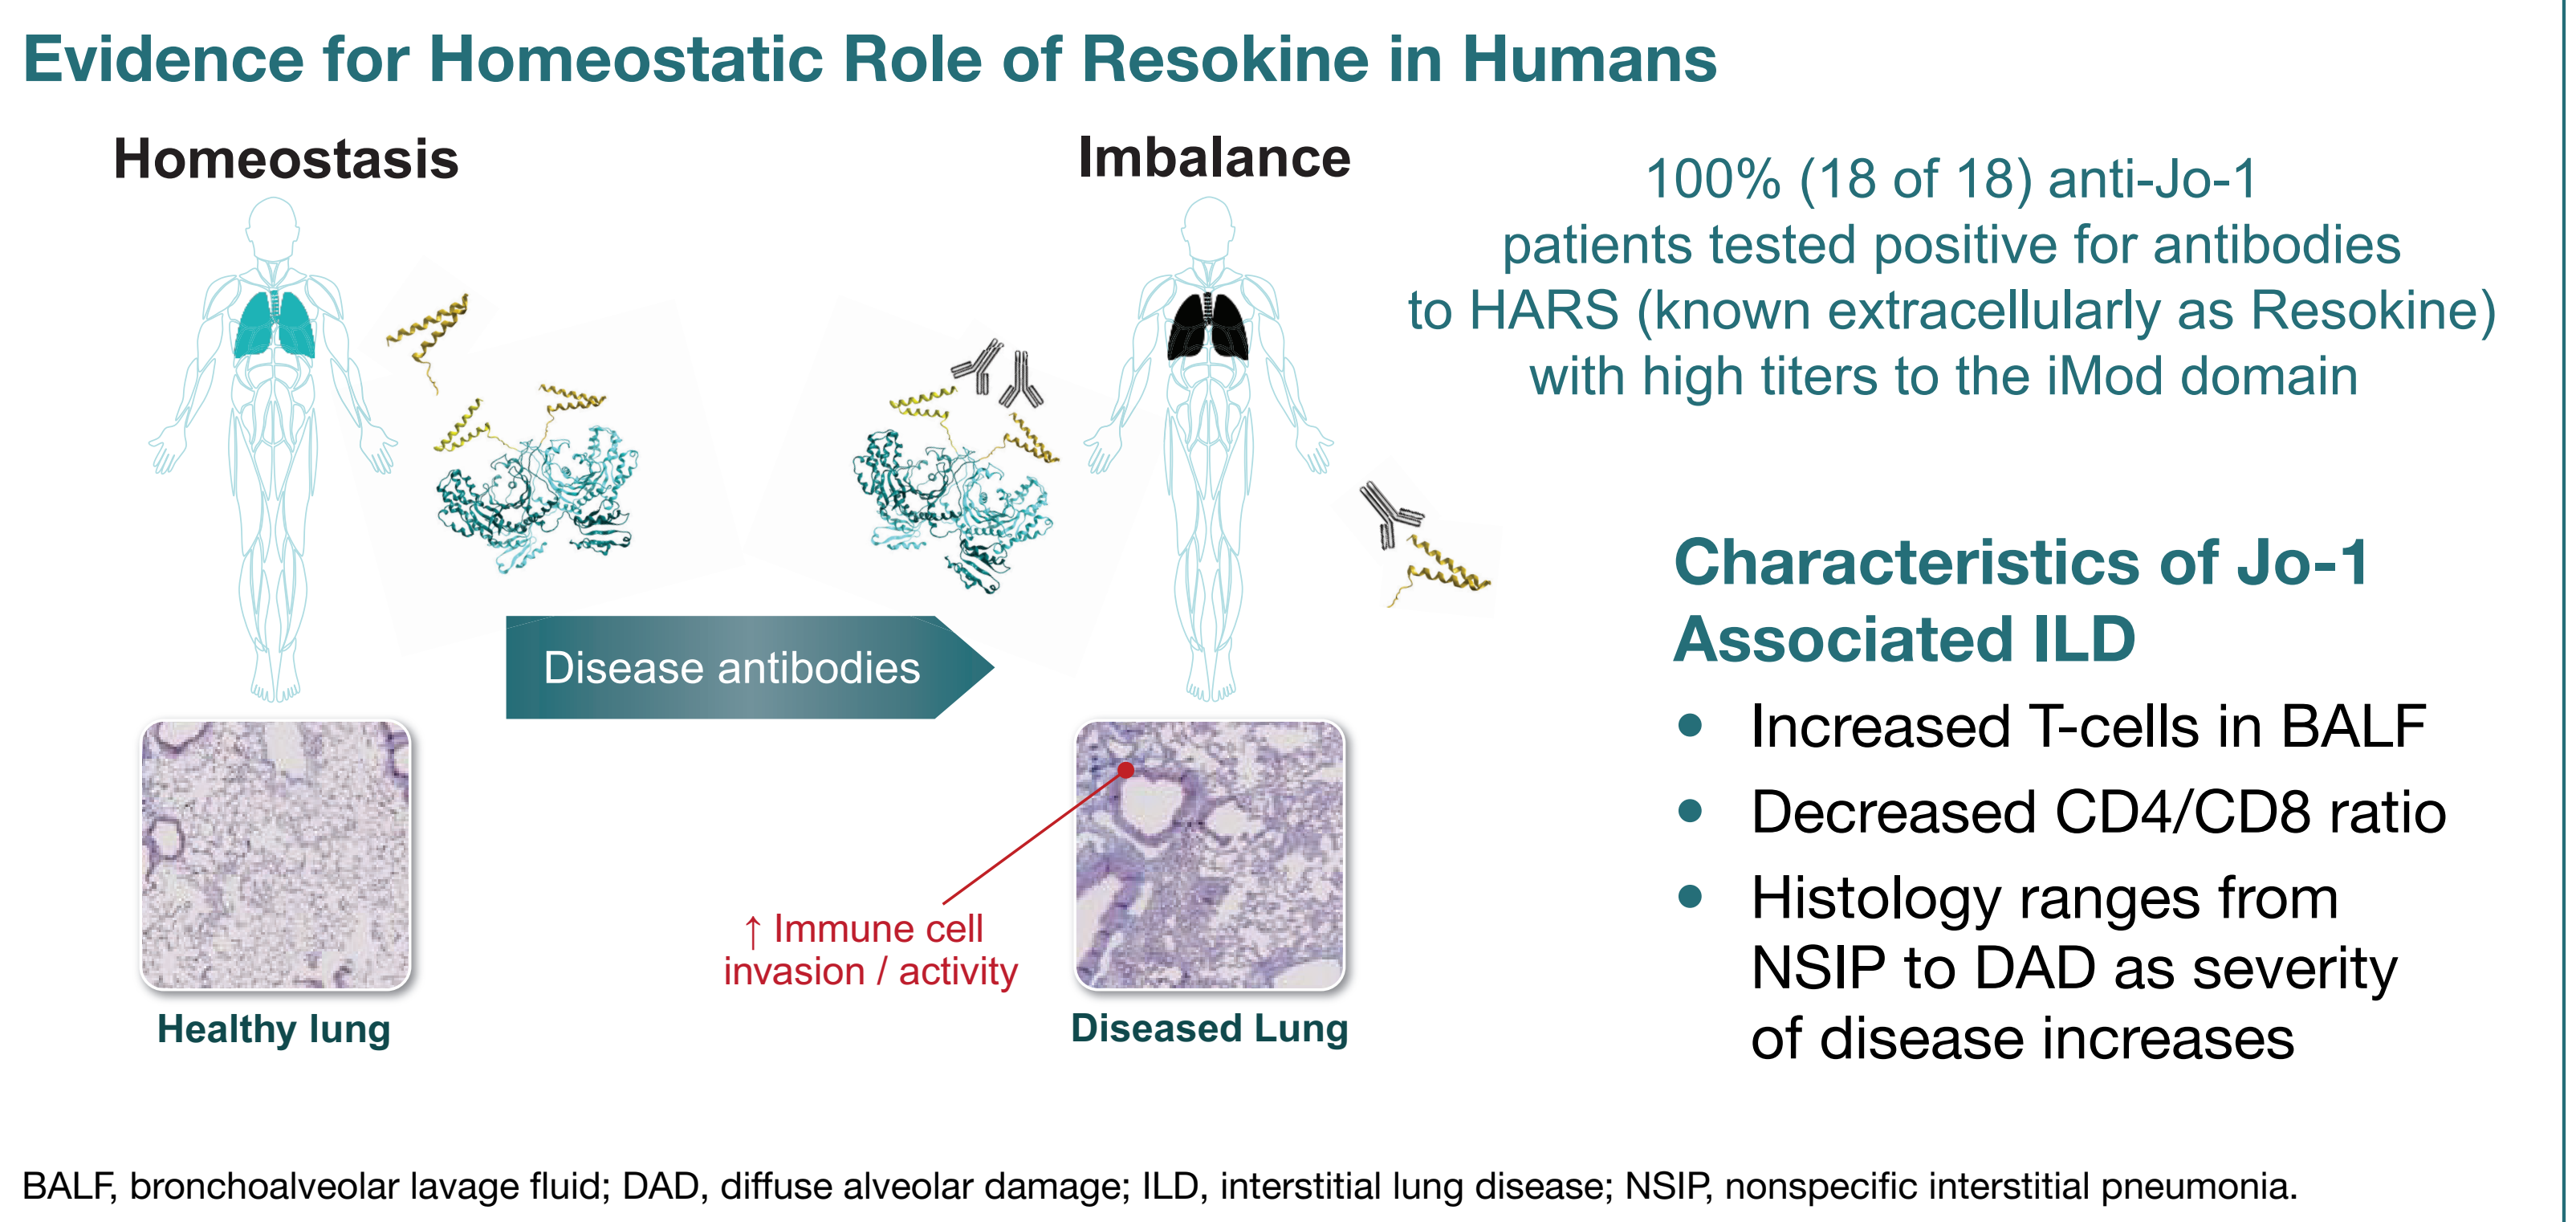 Evidence for Homeostatic Role of Resokine in Humans
Homeostasis
Imbalance
100% (18 of 18) anti-Jo-1
patients tested positive for antibodies
to HARS (known extracellularly as Resokine)
with high titers to the iMod domain
Disease antibodies
↑ Immune cell
invasion / activity
Healthy lung
Diseased Lung
Characteristics of Jo-1
Associated ILD
• Increased T-cells in BALF
• Decreased CD4/CD8 ratio
• Histology ranges from
NSIP to DAD as severity
of disease increases
BALF, bronchoalveolar lavage fluid; DAD, diffuse alveolar damage; ILD, interstitial lung disease; NSIP, nonspecific interstitial pneumonia.